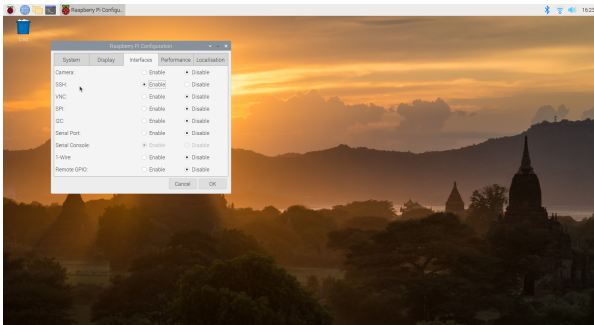 Raspberry Pi Configu...
16:23
Raspberry Pi Configuration
System Display Interfaces Performance Localisation
Camera: Enable Disable
SSH: Enable Disable
VNC: Enable Disable
SPI: Enable Disable
I2C: Enable Disable
Serial Port: Enable Disable
Serial Console: Enable Disable
1-Wire: Enable Disable
Remote GPIO: Enable Disable
Cancel OK